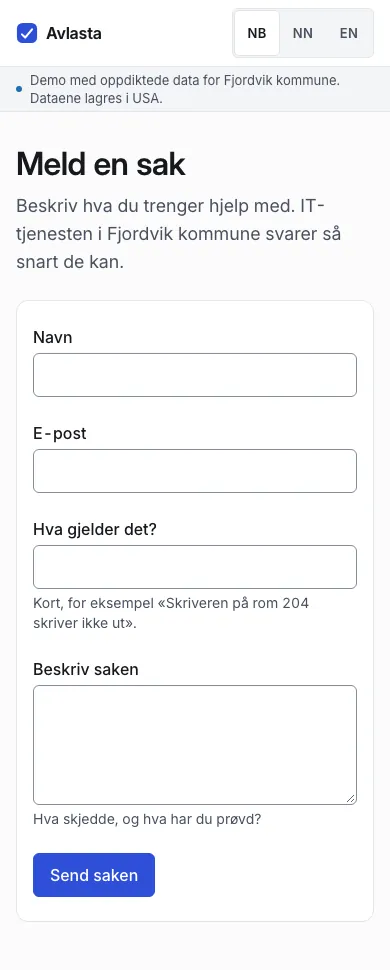 Avlasta
NB NN EN
Demo med oppdiktede data for Fjordvik kommune.
Dataene lagres i USA.
Meld en sak
Beskriv hva du trenger hjelp med. IT-
tjenesten i Fjordvik kommune svarer så
snart de kan.
Navn
E-post
Hva gjelder det?
Kort, for eksempel «Skriveren på rom 204
skriver ikke ut».
Beskriv saken
Hva skjedde, og hva har du prøvd?
Send saken